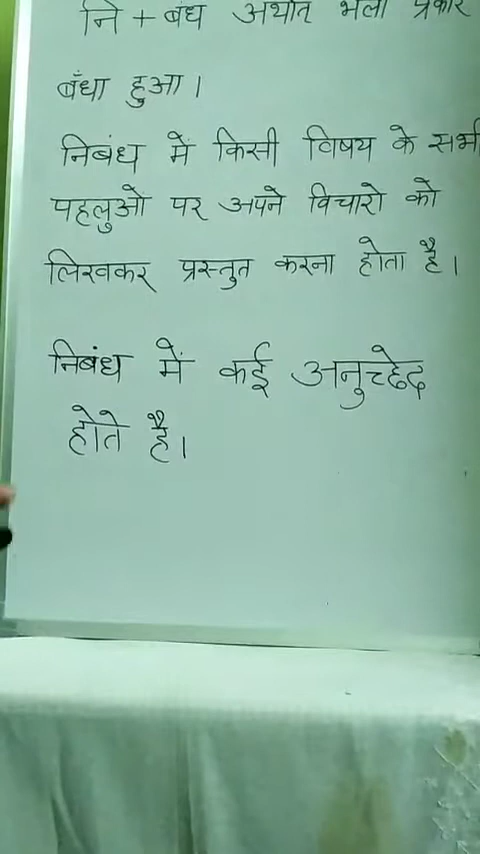 नि + बंध अर्थात् भली प्रकार
बँधा हुआ।
निबंध में किसी विषय के सभी
पहलुओ पर अपने विचारो को
लिखकर प्रस्तुत करना होता है।
निबंध में कई अनुच्छेद
होते है।